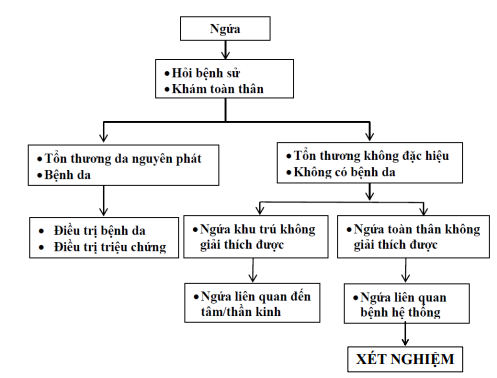 Ngứa
•Hỏi bệnh sử
•Khám toàn thân
•Tổn thương da nguyên phát
•Bệnh da
•Tổn thương không đặc hiệu
•Không có bệnh da
• Điều trị bệnh da
• Điều trị triệu chứng
•Ngứa khu trú không
giải thích được
•Ngứa toàn thân không
giải thích được
•Ngứa liên quan đến
tâm/thần kinh
•Ngứa liên quan
bệnh hệ thống
XÉT NGHIỆM